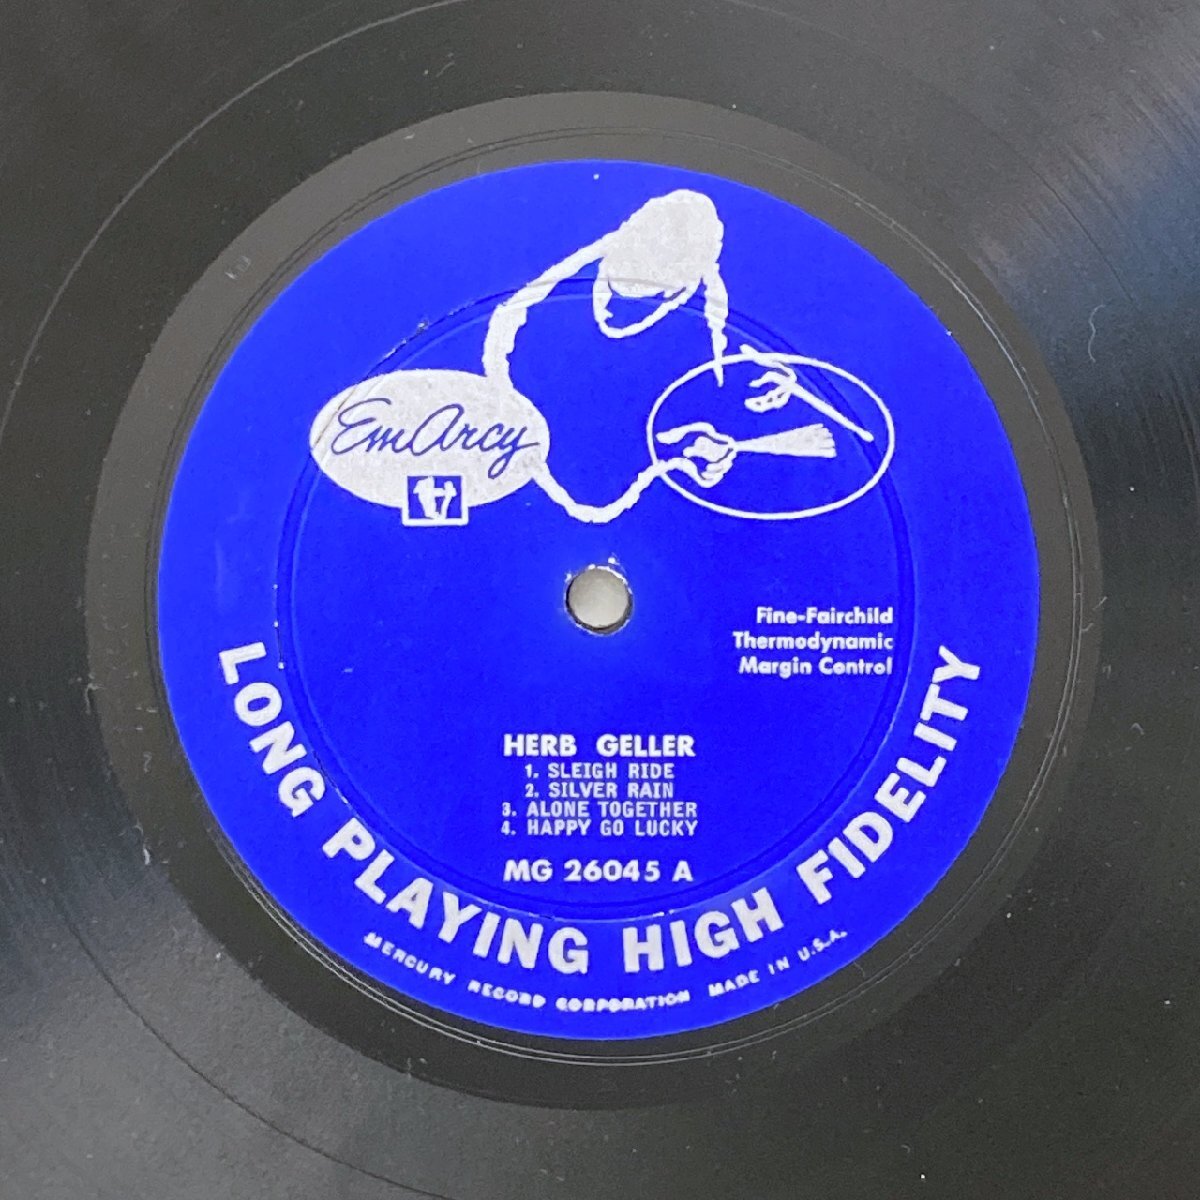 EmArcy
Fine-Fairchild
Thermodynamic
Margin Control
HERB GELLER
1. SLEIGH RIDE
2. SILVER RAIN
3. ALONE TOGETHER
4. HAPPY GO LUCKY
MG 26045 A
LONG PLAYING HIGH FIDELITY
MERCURY RECORD CORPORATION MADE IN U.S.A.